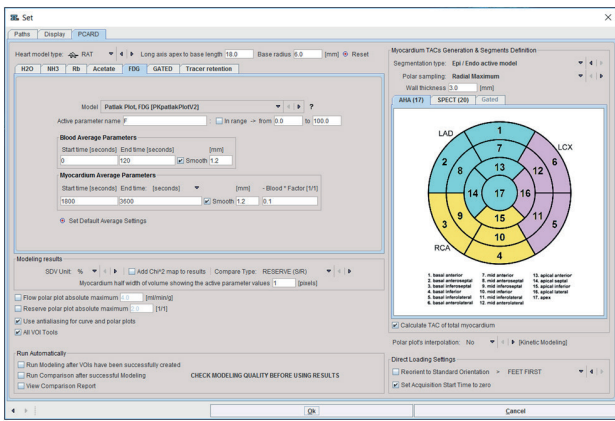 Set
Paths Display PCARD
Heart model type: RAT Long axis apex to base length 18.0 Base radius 6.0 [mm] Reset
H2O NH3 Rb Acetate FDG GATED Tracer retention
Model Patlak Plot, FDG [PKpatlakPlotV2] ?
Active parameter name F In range -> from 0.0 to 100.0
Blood Average Parameters
Start time [seconds] End time [seconds] [mm]
0 120 Smooth 1.2
Myocardium Average Parameters
Start time [seconds] End time: [seconds] [mm] - Blood * Factor [1/1]
1800 3600 Smooth 1.2 0.1
Set Default Average Settings
Modeling results
SDV Unit: % Add Chi^2 map to results Compare Type: RESERVE (S/R)
Myocardium half width of volume showing the active parameter values 1 [pixels]
Flow polar plot absolute maximum [ml/min/g]
Reserve polar plot absolute maximum [1/1]
Use antialiasing for curve and polar plots
All VOI Tools
Run Automatically
Run Modeling after VOIs have been successfully created
Run Comparison after successful Modeling CHECK MODELING QUALITY BEFORE USING RESULTS
View Comparison Report
Myocardium TACs Generation & Segments Definition
Segmentation type: Epi / Endo active model
Polar sampling: Radial Maximum
Wall thickness 3.0 [mm]
AHA (17) SPECT (20) Gated
LAD
LCX
RCA
1
7
2 6
13
8 12
14 17 16
15
3 9 11 5
10
4
1. basal anterior 7. mid anterior 13. apical anterior
2. basal anteroseptal 8. mid anteroseptal 14. apical septal
3. basal inferoseptal 9. mid inferoseptal 15. apical inferior
4. basal inferior 10. mid inferior 16. apical lateral
5. basal inferolateral 11. mid inferolateral 17. apex
6. basal anterolateral 12. mid anterolateral
Calculate TAC of total myocardium
Polar plot's interpolation: No [Kinetic Modeling]
Direct Loading Settings
Reorient to Standard Orientation > FEET FIRST
Set Acquisition Start Time to zero
Ok Cancel